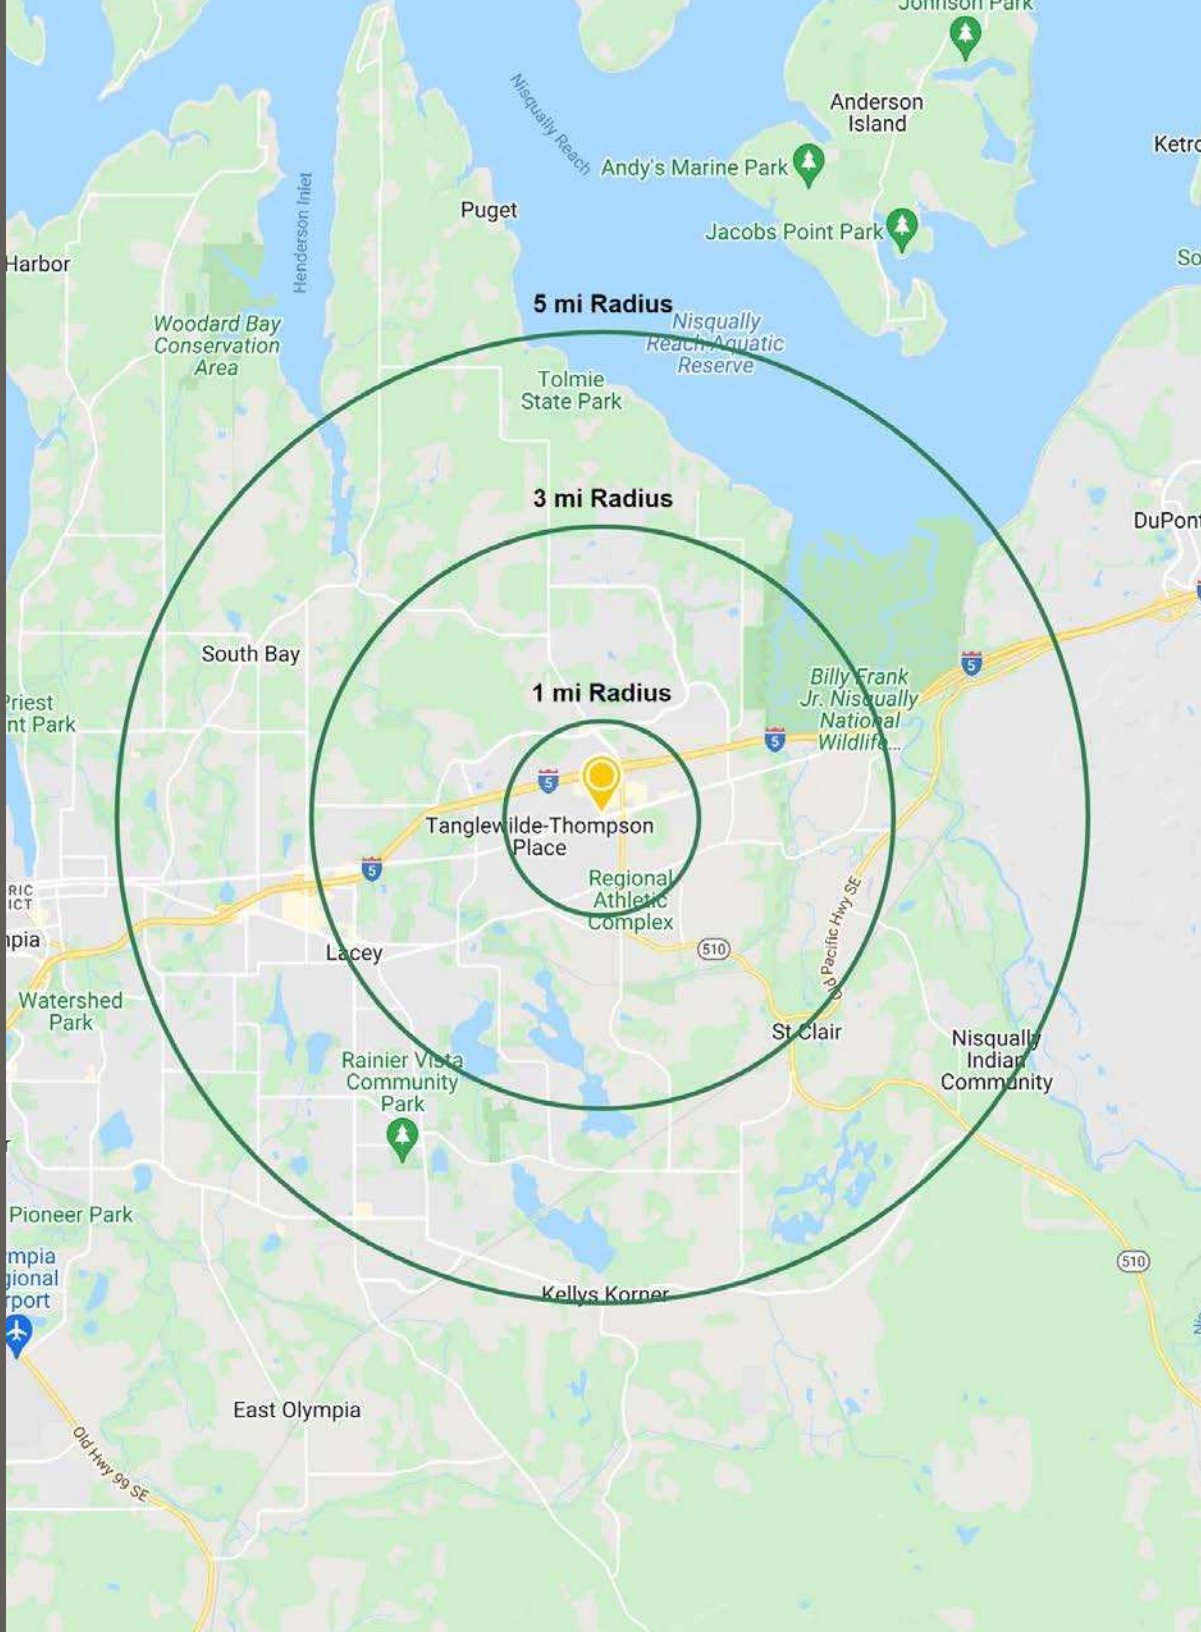 Johnson Park
Anderson
Island
Ketro
Nisqually Reach
Andy's Marine Park
Henderson Inlet
Puget
Jacobs Point Park
Harbor
So
5 mi Radius
Woodard Bay
Conservation
Area
Nisqually
Reach Aquatic
Reserve
Tolmie
State Park
3 mi Radius
DuPont
South Bay
5
Billy Frank
Jr. Nisqually
National
Wildlife...
Priest
nt Park
1 mi Radius
5
5
Tanglewilde-Thompson
Place
5
Regional
Athletic
Complex
RIC
ICT
Old Pacific Hwy SE
npia
Lacey
510
Watershed
Park
St Clair
Nisqually
Indian
Community
Rainier Vista
Community
Park
r
Pioneer Park
mpia
gional
rport
510
Kellys Korner
Nis
East Olympia
Old Hwy 99 SE